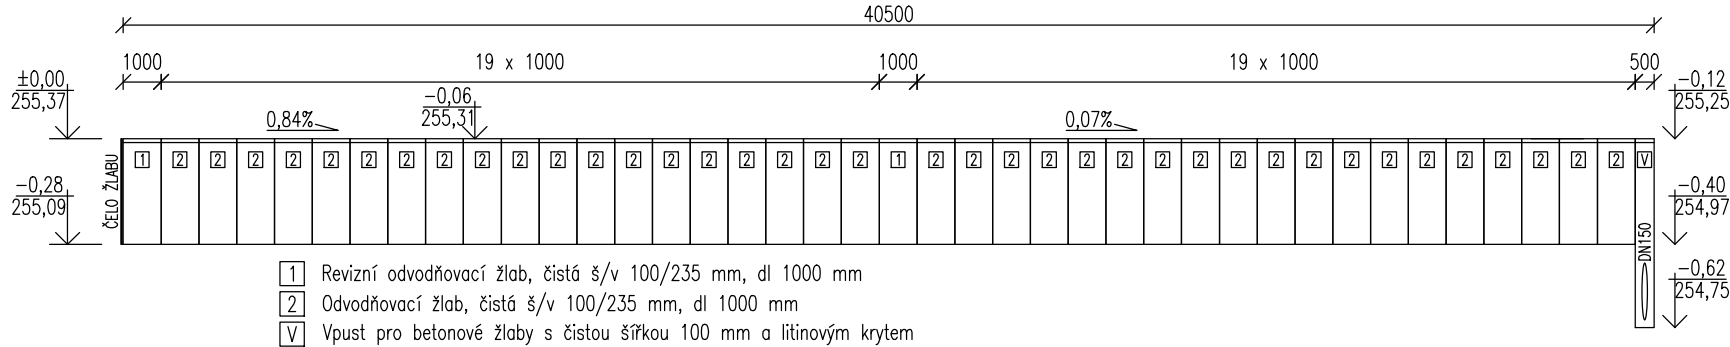 40500
1000 19 x 1000 1000 19 x 1000 500
±0,00
255,37
-0,06
255,31
-0,12
255,25
0,84%
0,07%
ČELO ŽLABU
1 2 2 2 2 2 2 2 2 2 2 2 2 2 2 2 2 2 2 2 1 2 2 2 2 2 2 2 2 2 2 2 2 2 2 2 2 2 2 2 V
-0,28
255,09
-0,40
254,97
DN150
-0,62
254,75
1 Revizní odvodňovací žlab, čistá š/v 100/235 mm, dl 1000 mm
2 Odvodňovací žlab, čistá š/v 100/235 mm, dl 1000 mm
V Vpust pro betonové žlaby s čistou šířkou 100 mm a litinovým krytem